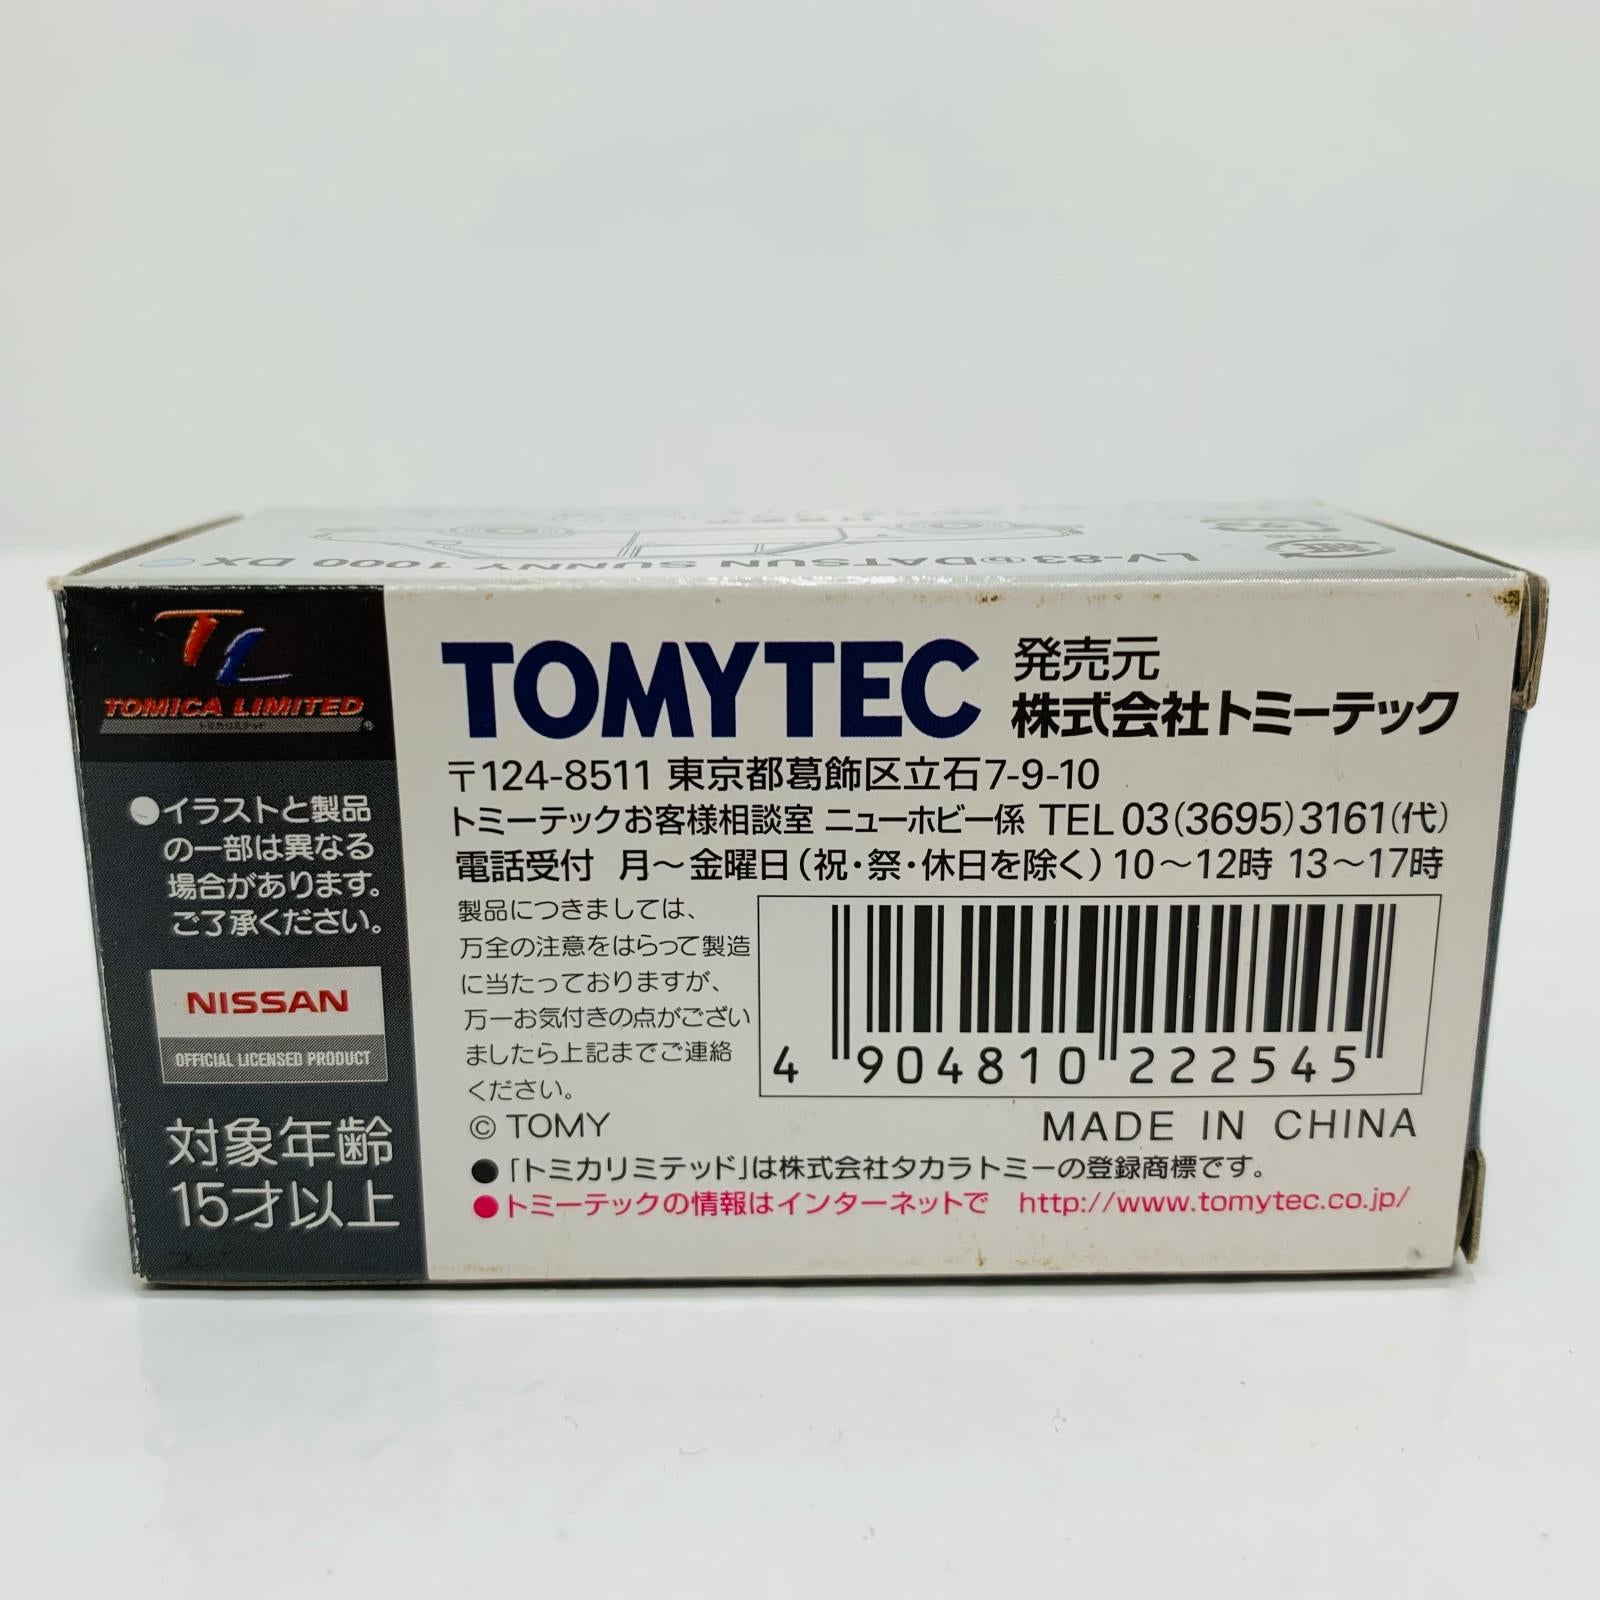 LV-83ⓑDATSUN SUNNY 1000 DX
TL
TOMICA LIMITED
トミカリミテッド
®
●イラストと製品
の一部は異なる
場合があります。
ご了承ください。
NISSAN
OFFICIAL LICENSED PRODUCT
対象年齢
15才以上
TOMYTEC
発売元
株式会社トミーテック
〒124-8511 東京都葛飾区立石7-9-10
トミーテックお客様相談室 ニューホビー係 TEL 03(3695)3161(代)
電話受付 月～金曜日(祝・祭・休日を除く) 10～12時 13～17時
製品につきましては、
万全の注意をはらって製造
に当たっておりますが、
万一お気付きの点がござい
ましたら上記までご連絡
ください。
4 904810 222545
© TOMY
MADE IN CHINA
●「トミカリミテッド」は株式会社タカラトミーの登録商標です。
●トミーテックの情報はインターネットで http://www.tomytec.co.jp/